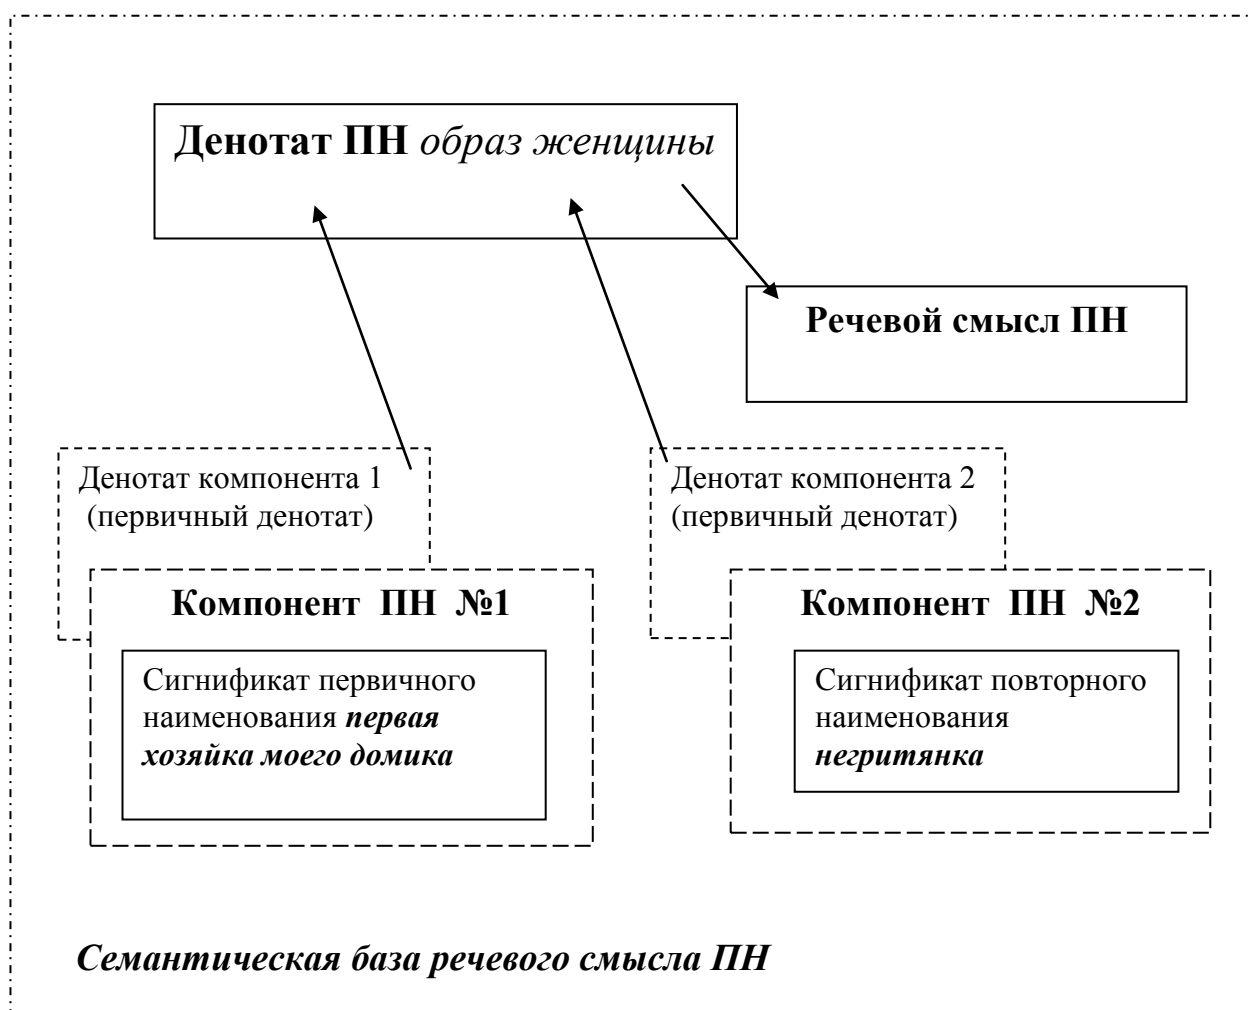 Денотат ПН образ женщины
Речевой смысл ПН
Денотат компонента 1
(первичный денотат)
Денотат компонента 2
(первичный денотат)
Компонент ПН №1
Компонент ПН №2
Сигнификат первичного
наименования первая
хозяйка моего домика
Сигнификат повторного
наименования
негритянка
Семантическая база речевого смысла ПН